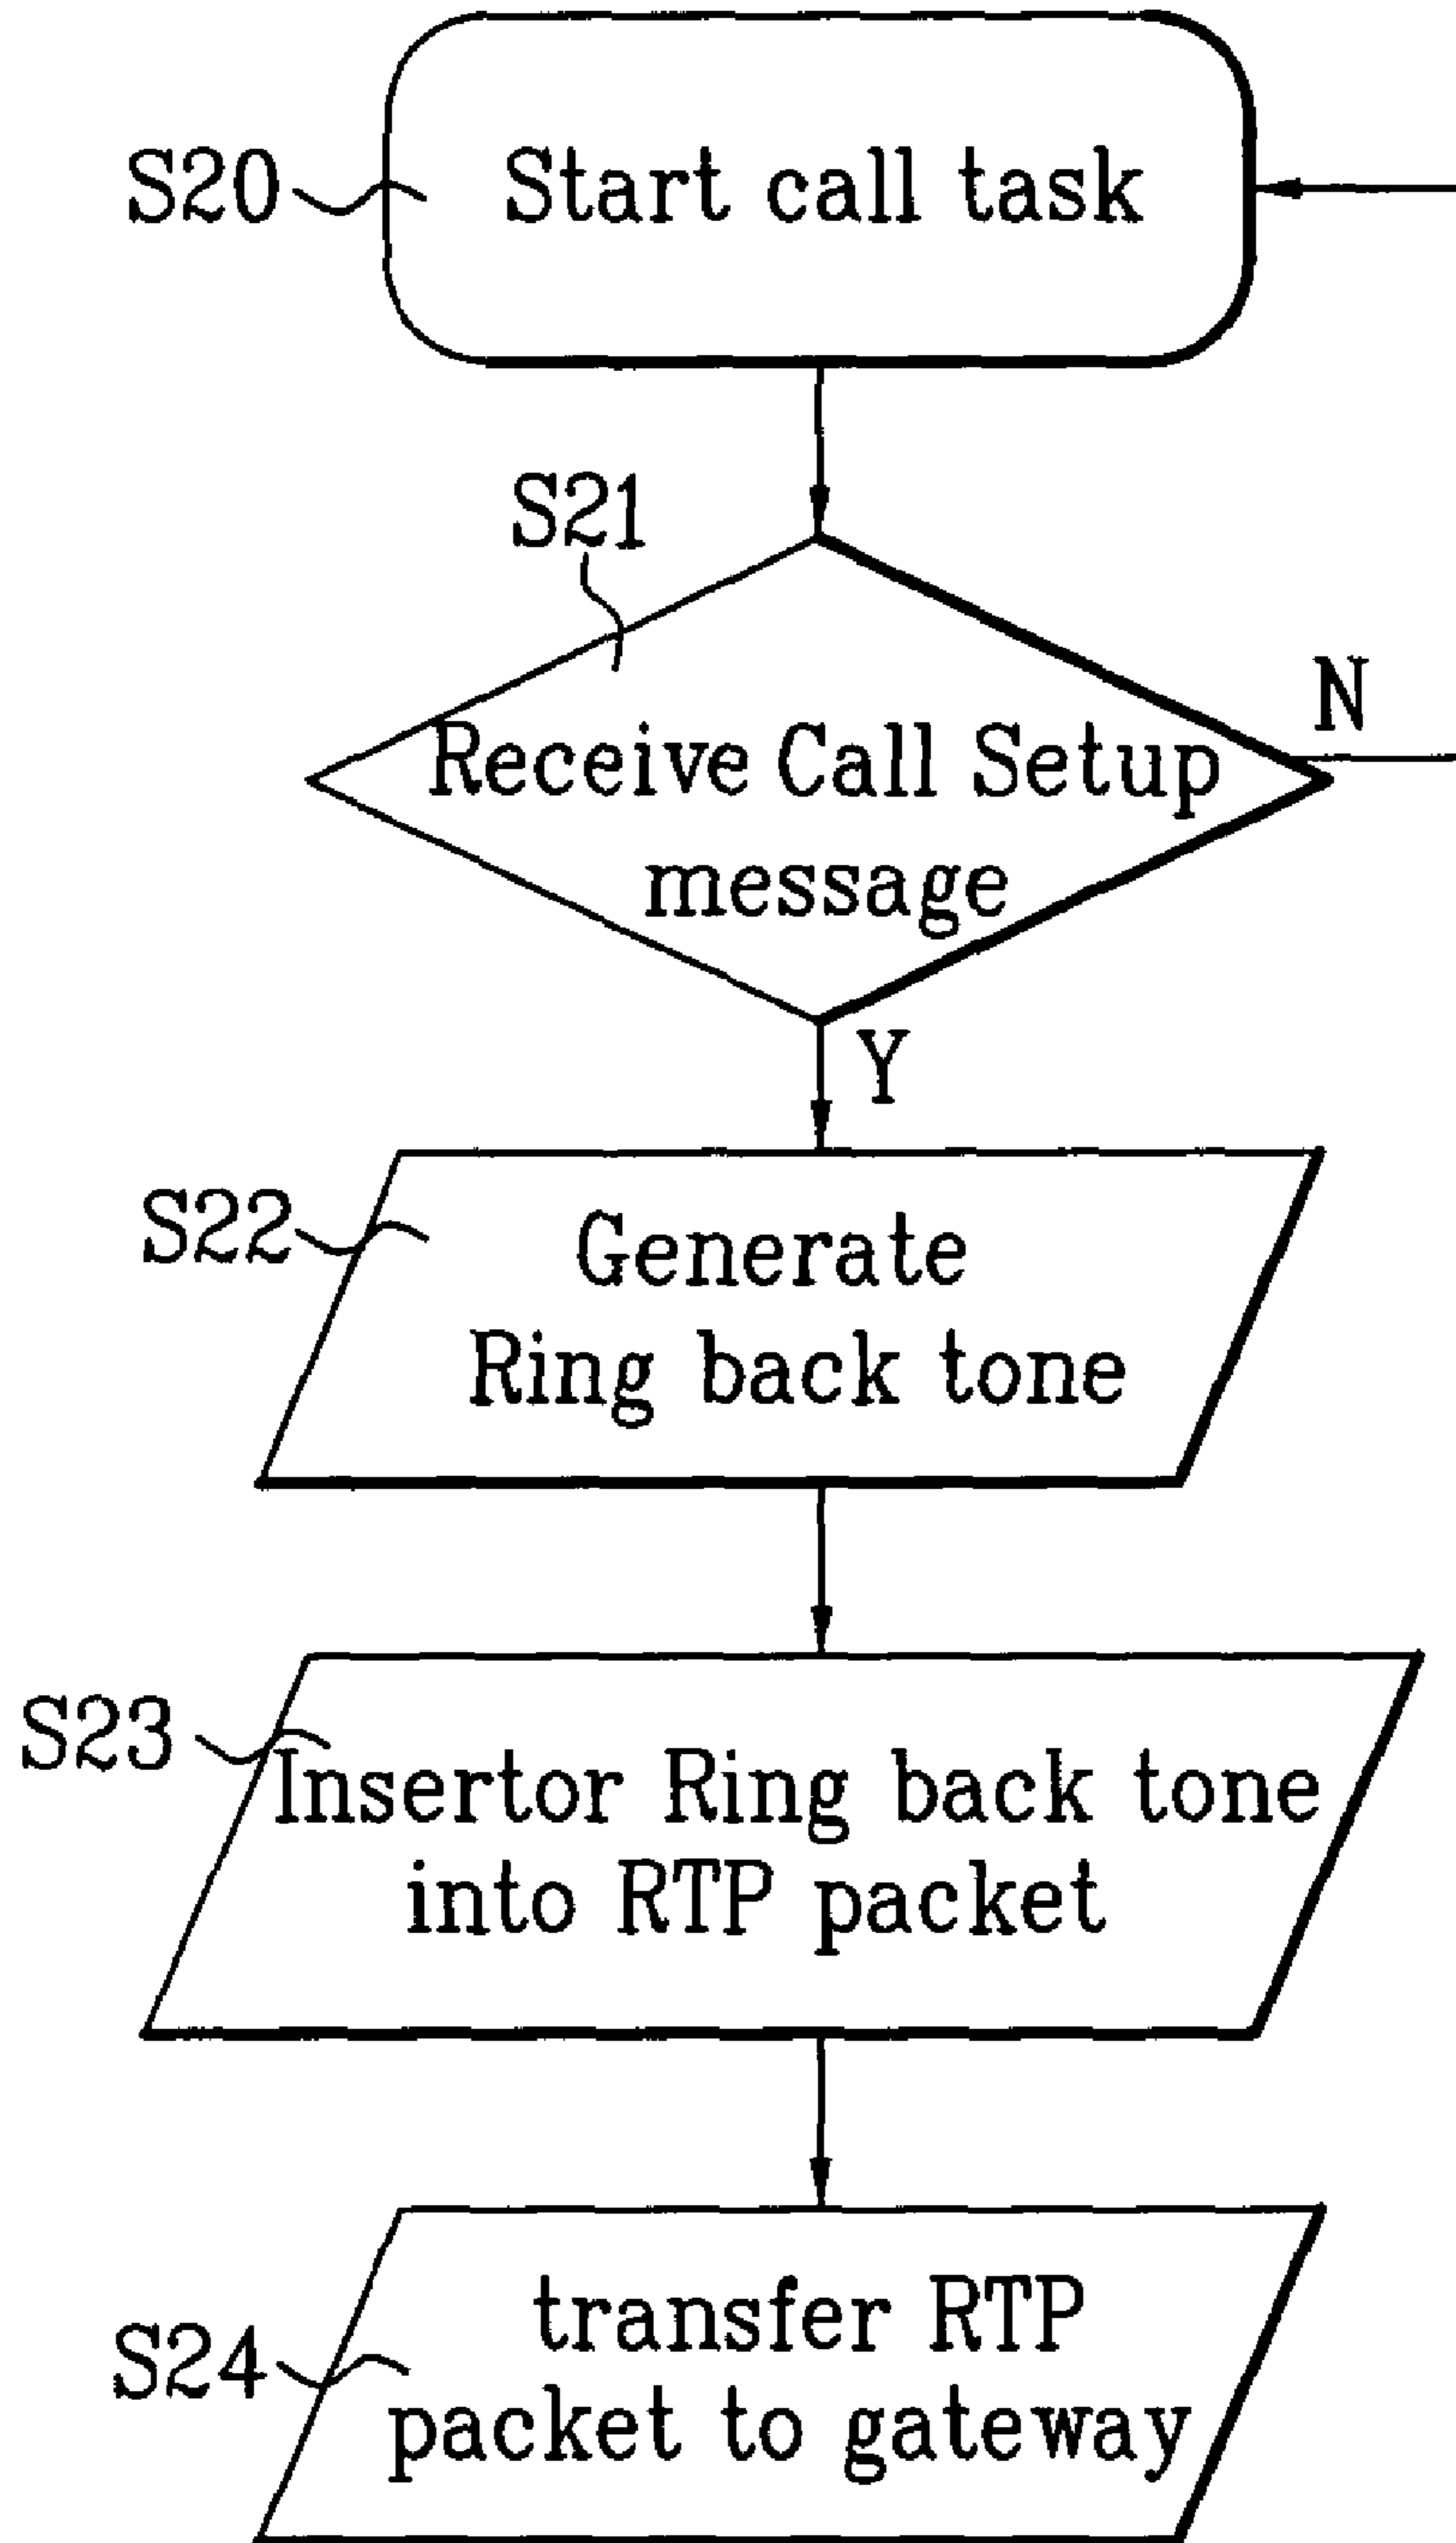 S20
Start call task
S21
N
Receive Call Setup
message
Y
S22
Generate
Ring back tone
S23
Insertor Ring back tone
into RTP packet
S24
transfer RTP
packet to gateway